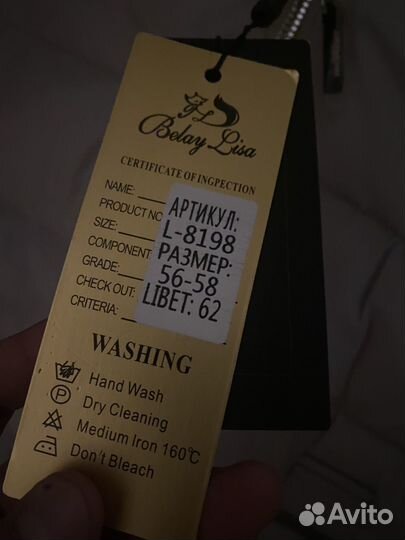 Belay Lisa
CERTIFICATE OF INGPECTION
NAME:
PRODUCT NO
SIZE:
COMPONENT
GRADE:
CHECK OUT:
CRITERIA:
АРТИКУЛ:
L-8198
РАЗМЕР:
56-58
ЦВЕТ: 62
WASHING
Hand Wash
P Dry Cleaning
Medium Iron 160℃
Don't Bleach
Avito